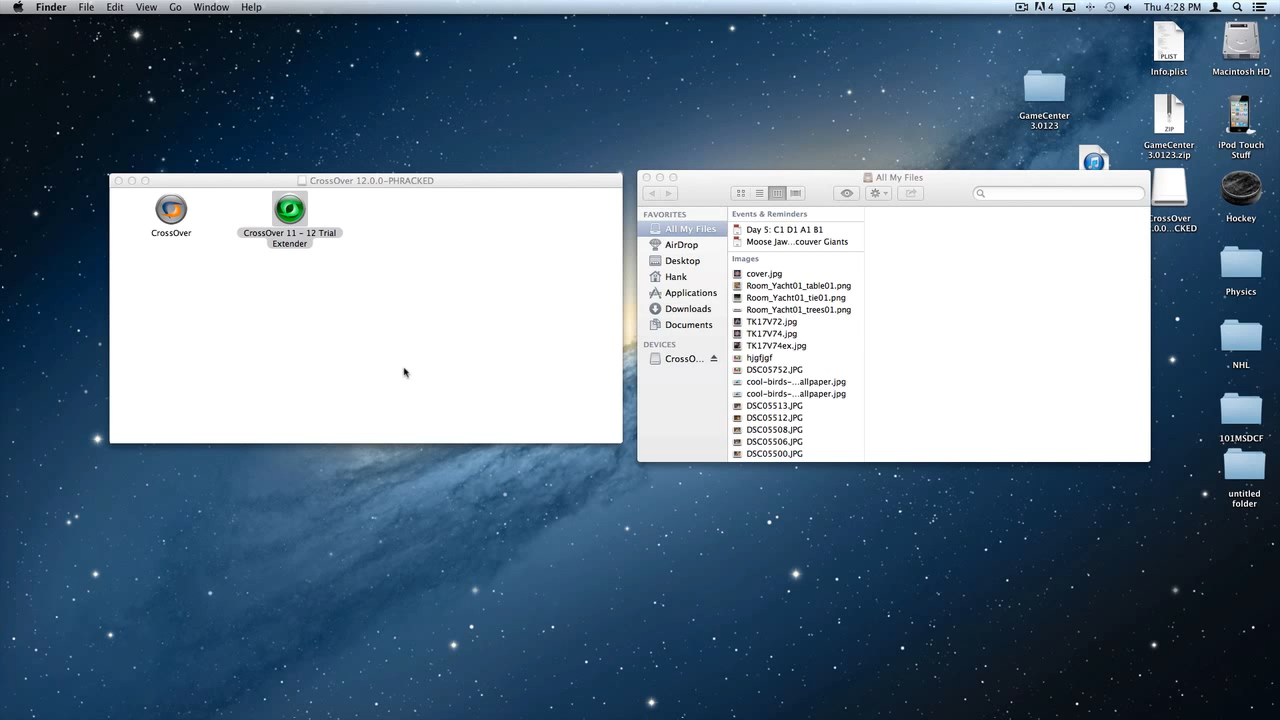 Finder File Edit View Go Window Help
4 Thu 4:28 PM
CrossOver 12.0.0-PHRACKED
CrossOver
CrossOver 11 - 12 Trial
Extender
All My Files
FAVORITES
All My Files
AirDrop
Desktop
Hank
Applications
Downloads
Documents
DEVICES
CrossO...
Events & Reminders
Day 5: C1 D1 A1 B1
Moose Jaw...couver Giants
Images
cover.jpg
Room_Yacht01_table01.png
Room_Yacht01_tie01.png
Room_Yacht01_trees01.png
TK17V72.jpg
TK17V74.jpg
TK17V74ex.jpg
hjgfjgf
DSC05752.JPG
cool-birds-...allpaper.jpg
cool-birds-...allpaper.jpg
DSC05513.JPG
DSC05512.JPG
DSC05508.JPG
DSC05506.JPG
DSC05500.JPG
GameCenter
3.0123
PLIST
Info.plist
ZIP
GameCenter
3.0123.zip
CrossOver
.0.0...CKED
Macintosh HD
iPod Touch
Stuff
Hockey
Physics
NHL
101MSDCF
untitled
folder